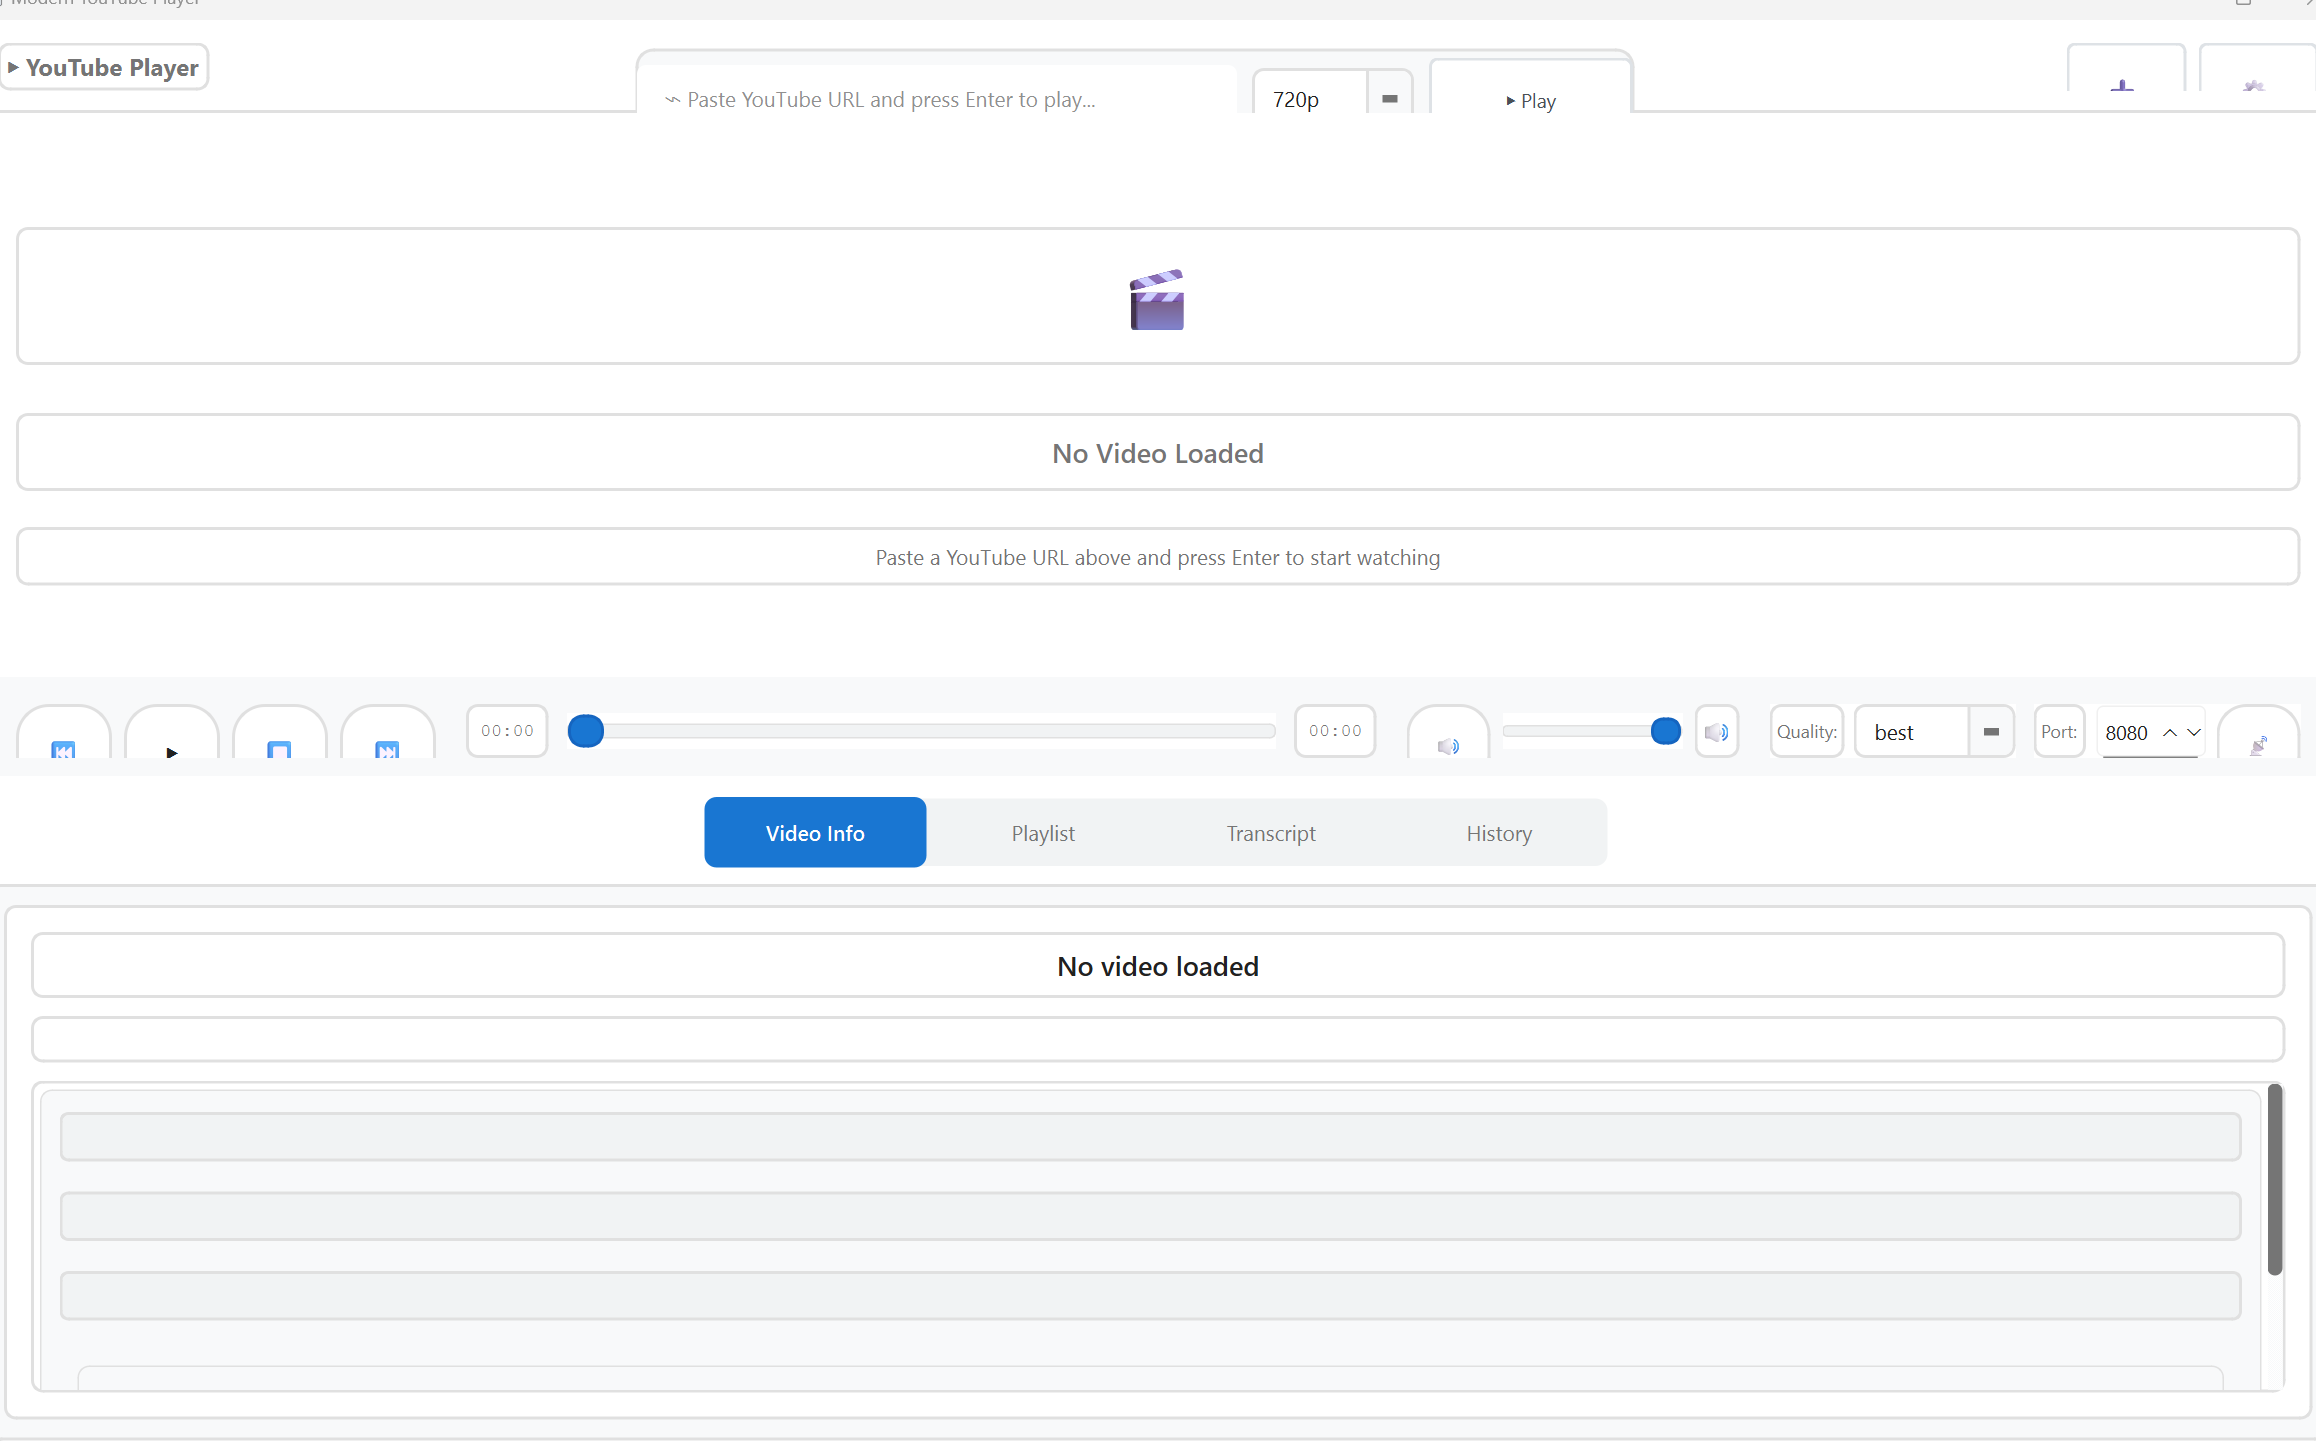 Modern YouTube Player
YouTube Player
Paste YouTube URL and press Enter to play...
720p
Play
No Video Loaded
Paste a YouTube URL above and press Enter to start watching
00:00
00:00
Quality:
best
Port:
8080
Video Info
Playlist
Transcript
History
No video loaded